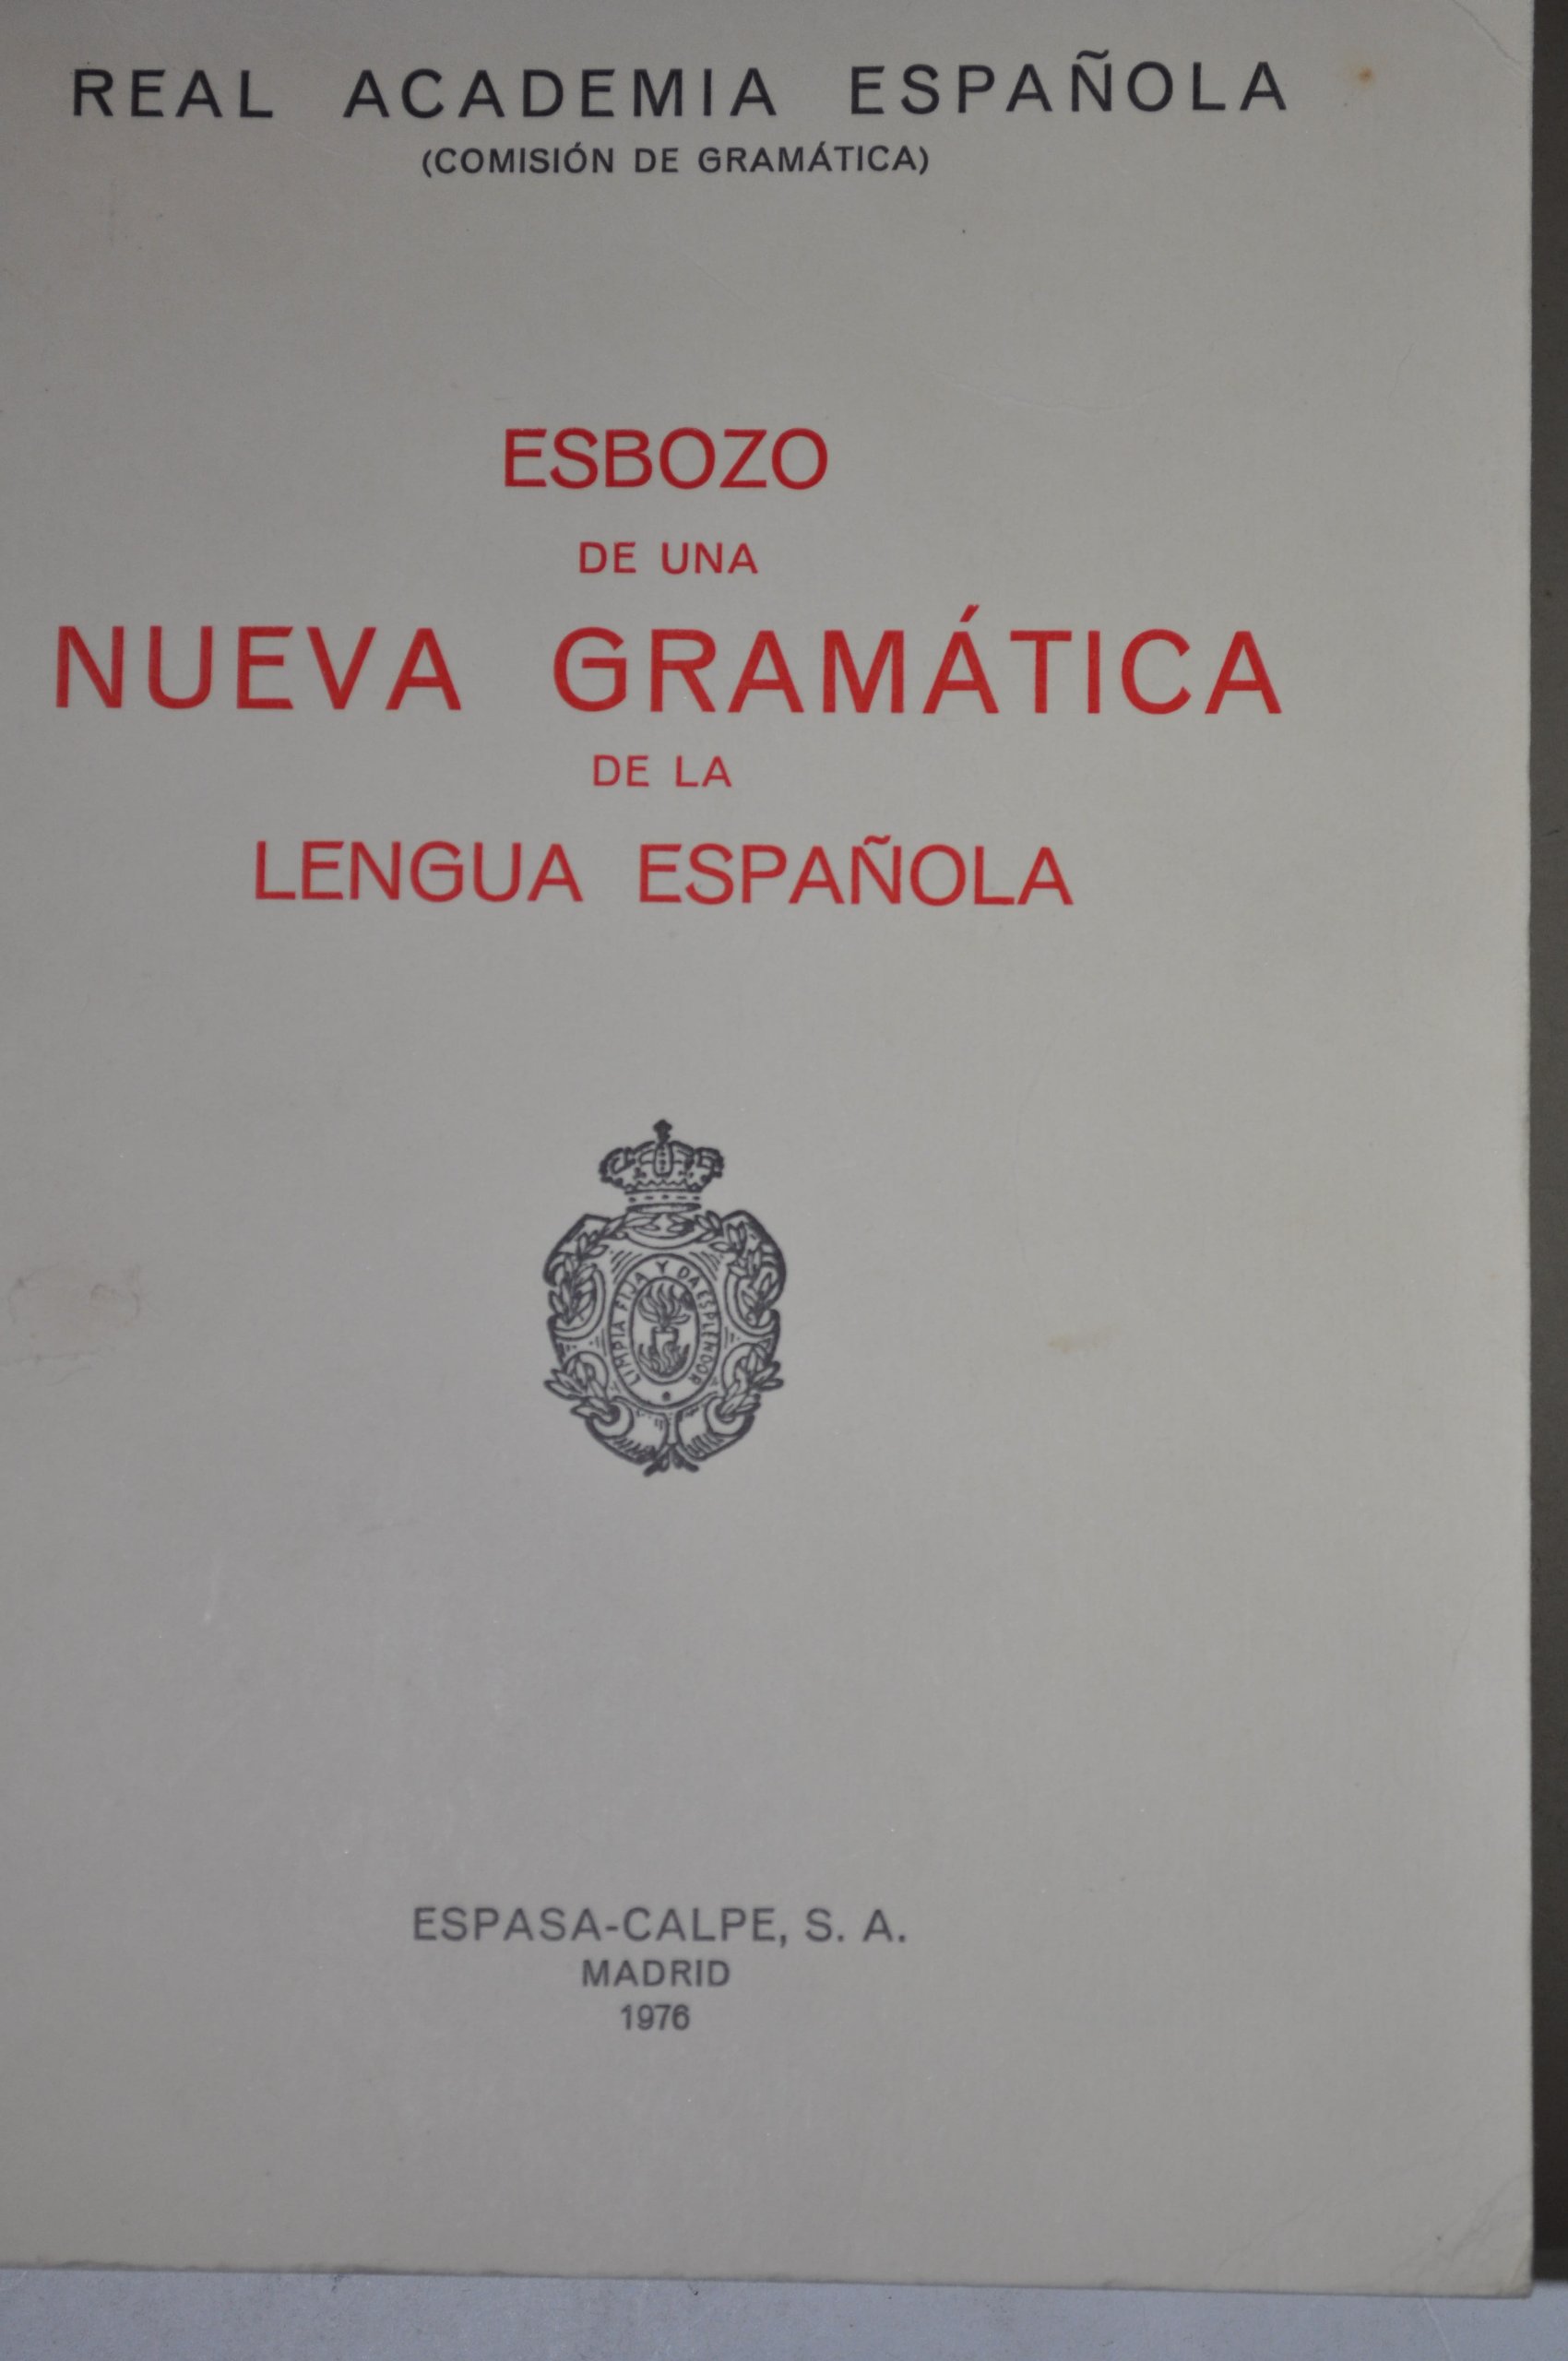 REAL ACADEMIA ESPAÑOLA
(COMISIÓN DE GRAMÁTICA)
ESBOZO
DE UNA
NUEVA GRAMÁTICA
DE LA
LENGUA ESPAÑOLA
LIMPIA FIJA Y DA ESPLENDOR
ESPASA-CALPE, S. A.
MADRID
1976